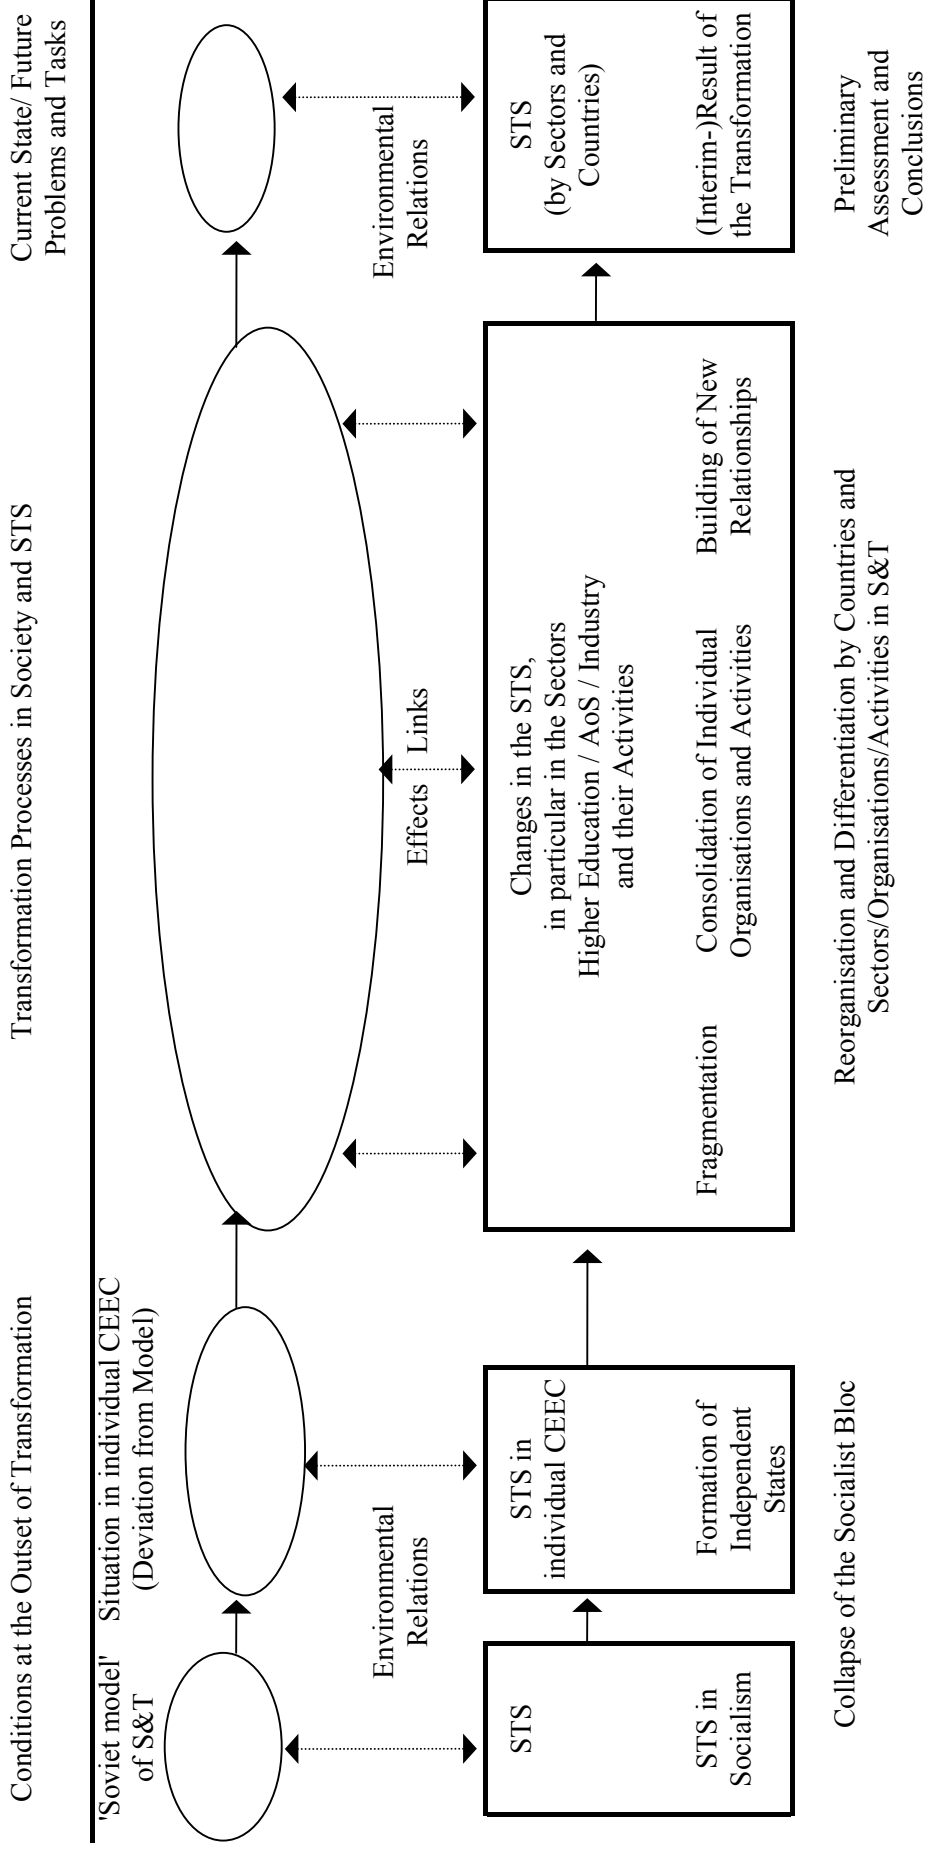 Conditions at the Outset of Transformation
Transformation Processes in Society and STS
Current State/ Future
Problems and Tasks
'Soviet model'
of S&T
Situation in individual CEEC
(Deviation from Model)
Environmental
Relations
Effects Links
Environmental
Relations
STS
STS in
Socialism
STS in
individual CEEC
Formation of
Independent
States
Changes in the STS,
in particular in the Sectors
Higher Education / AoS / Industry
and their Activities
Fragmentation
Consolidation of Individual
Organisations and Activities
Building of New
Relationships
STS
(by Sectors and
Countries)
(Interim-)Result of
the Transformation
Collapse of the Socialist Bloc
Reorganisation and Differentiation by Countries and
Sectors/Organisations/Activities in S&T
Preliminary
Assessment and
Conclusions